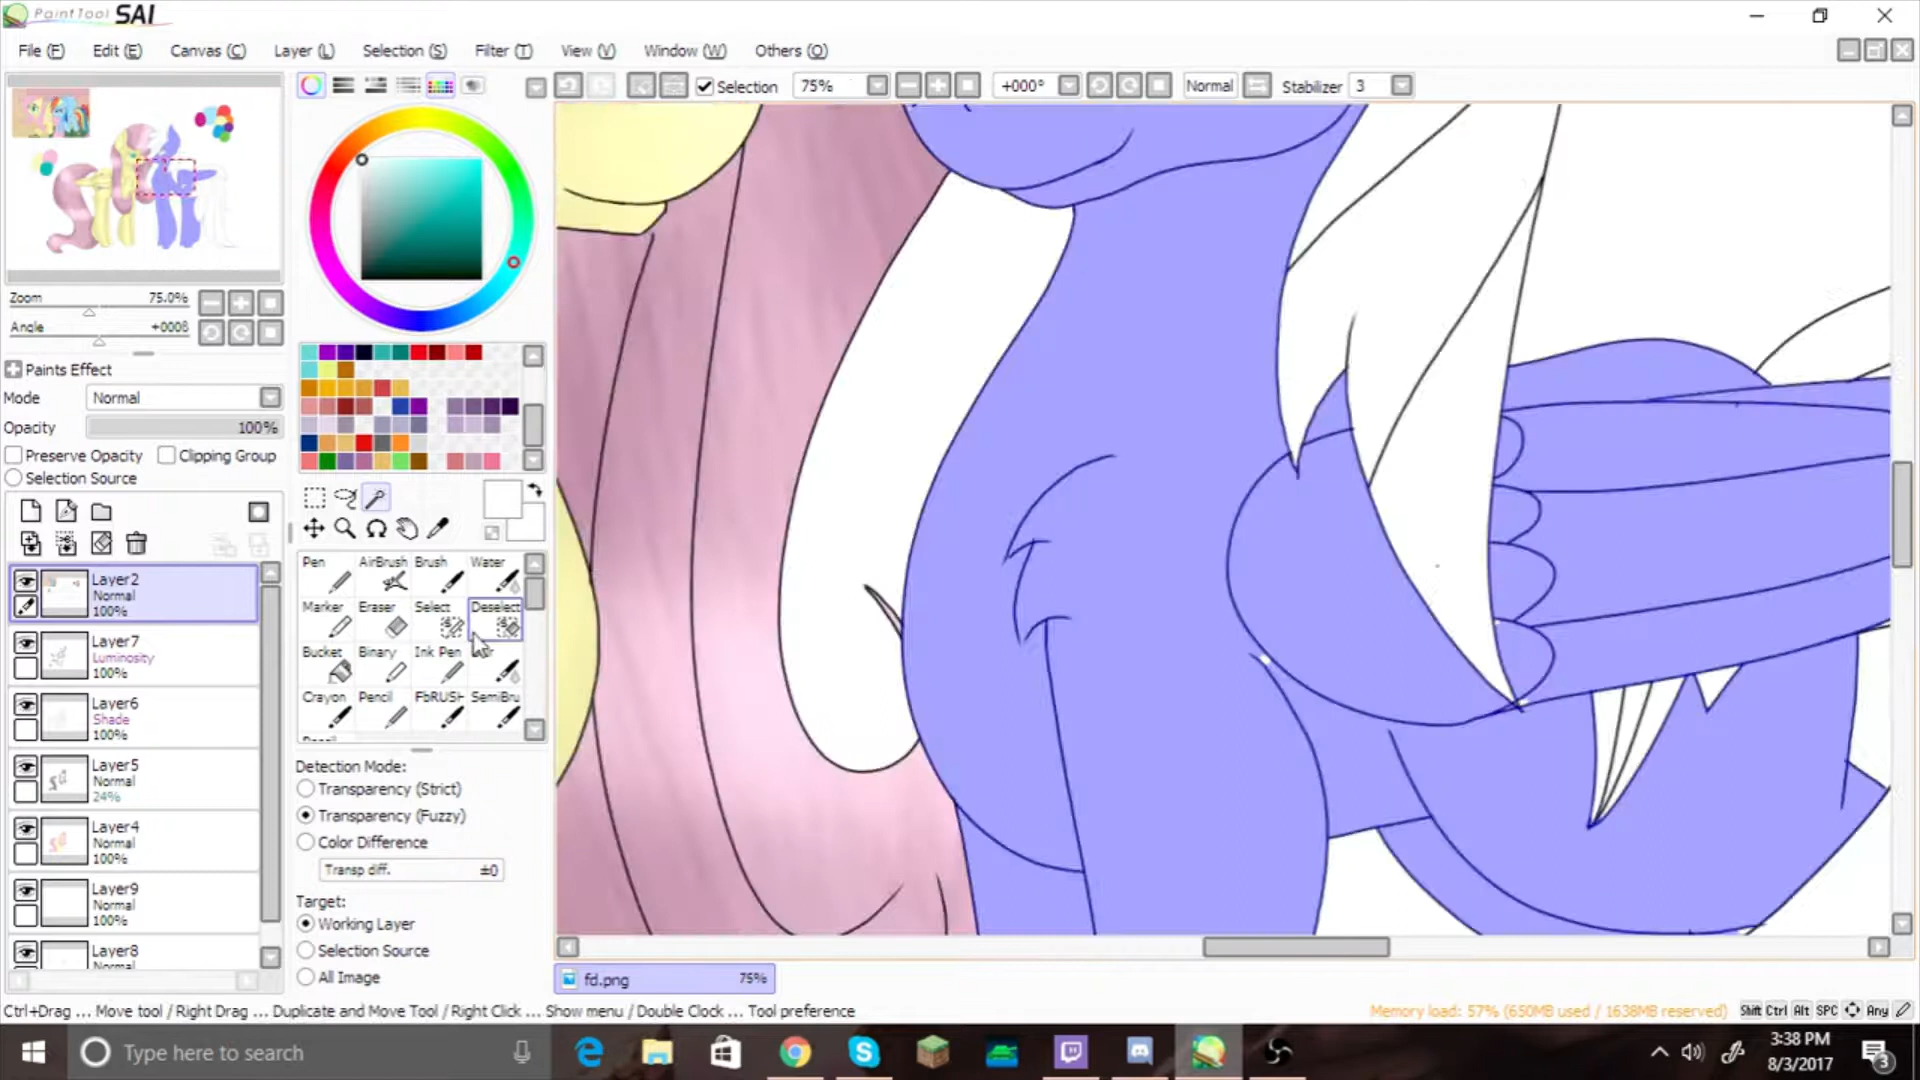 PaintTool SAI
File (F) Edit (E) Canvas (C) Layer (L) Selection (S) Filter (T) View (V) Window (W) Others (O)
Selection 75% +000° Normal Stabilizer 3
Zoom 75.0%
Angle +000ß
Paints Effect
Mode Normal
Opacity 100%
Preserve Opacity Clipping Group
Selection Source
Layer2
Normal
100%
Layer7
Luminosity
100%
Layer6
Shade
100%
Layer5
Normal
24%
Layer4
Normal
100%
Layer9
Normal
100%
Layer8
Normal
Pen AirBrush Brush Water
Marker Eraser Select Deselect
Bucket Binary Ink Pen
Crayon Pencil FbRUSH SemiBru
Detection Mode:
Transparency (Strict)
Transparency (Fuzzy)
Color Difference
Transp diff. ±0
Target:
Working Layer
Selection Source
All Image
fd.png 75%
Ctrl+Drag ... Move tool / Right Drag ... Duplicate and Move Tool / Right Click ... Show menu / Double Clock ... Tool preference
Memory load: 57% (650MB used / 1638MB reserved) Shift Ctrl Alt SPC Any
Type here to search
3:38 PM
8/3/2017
3